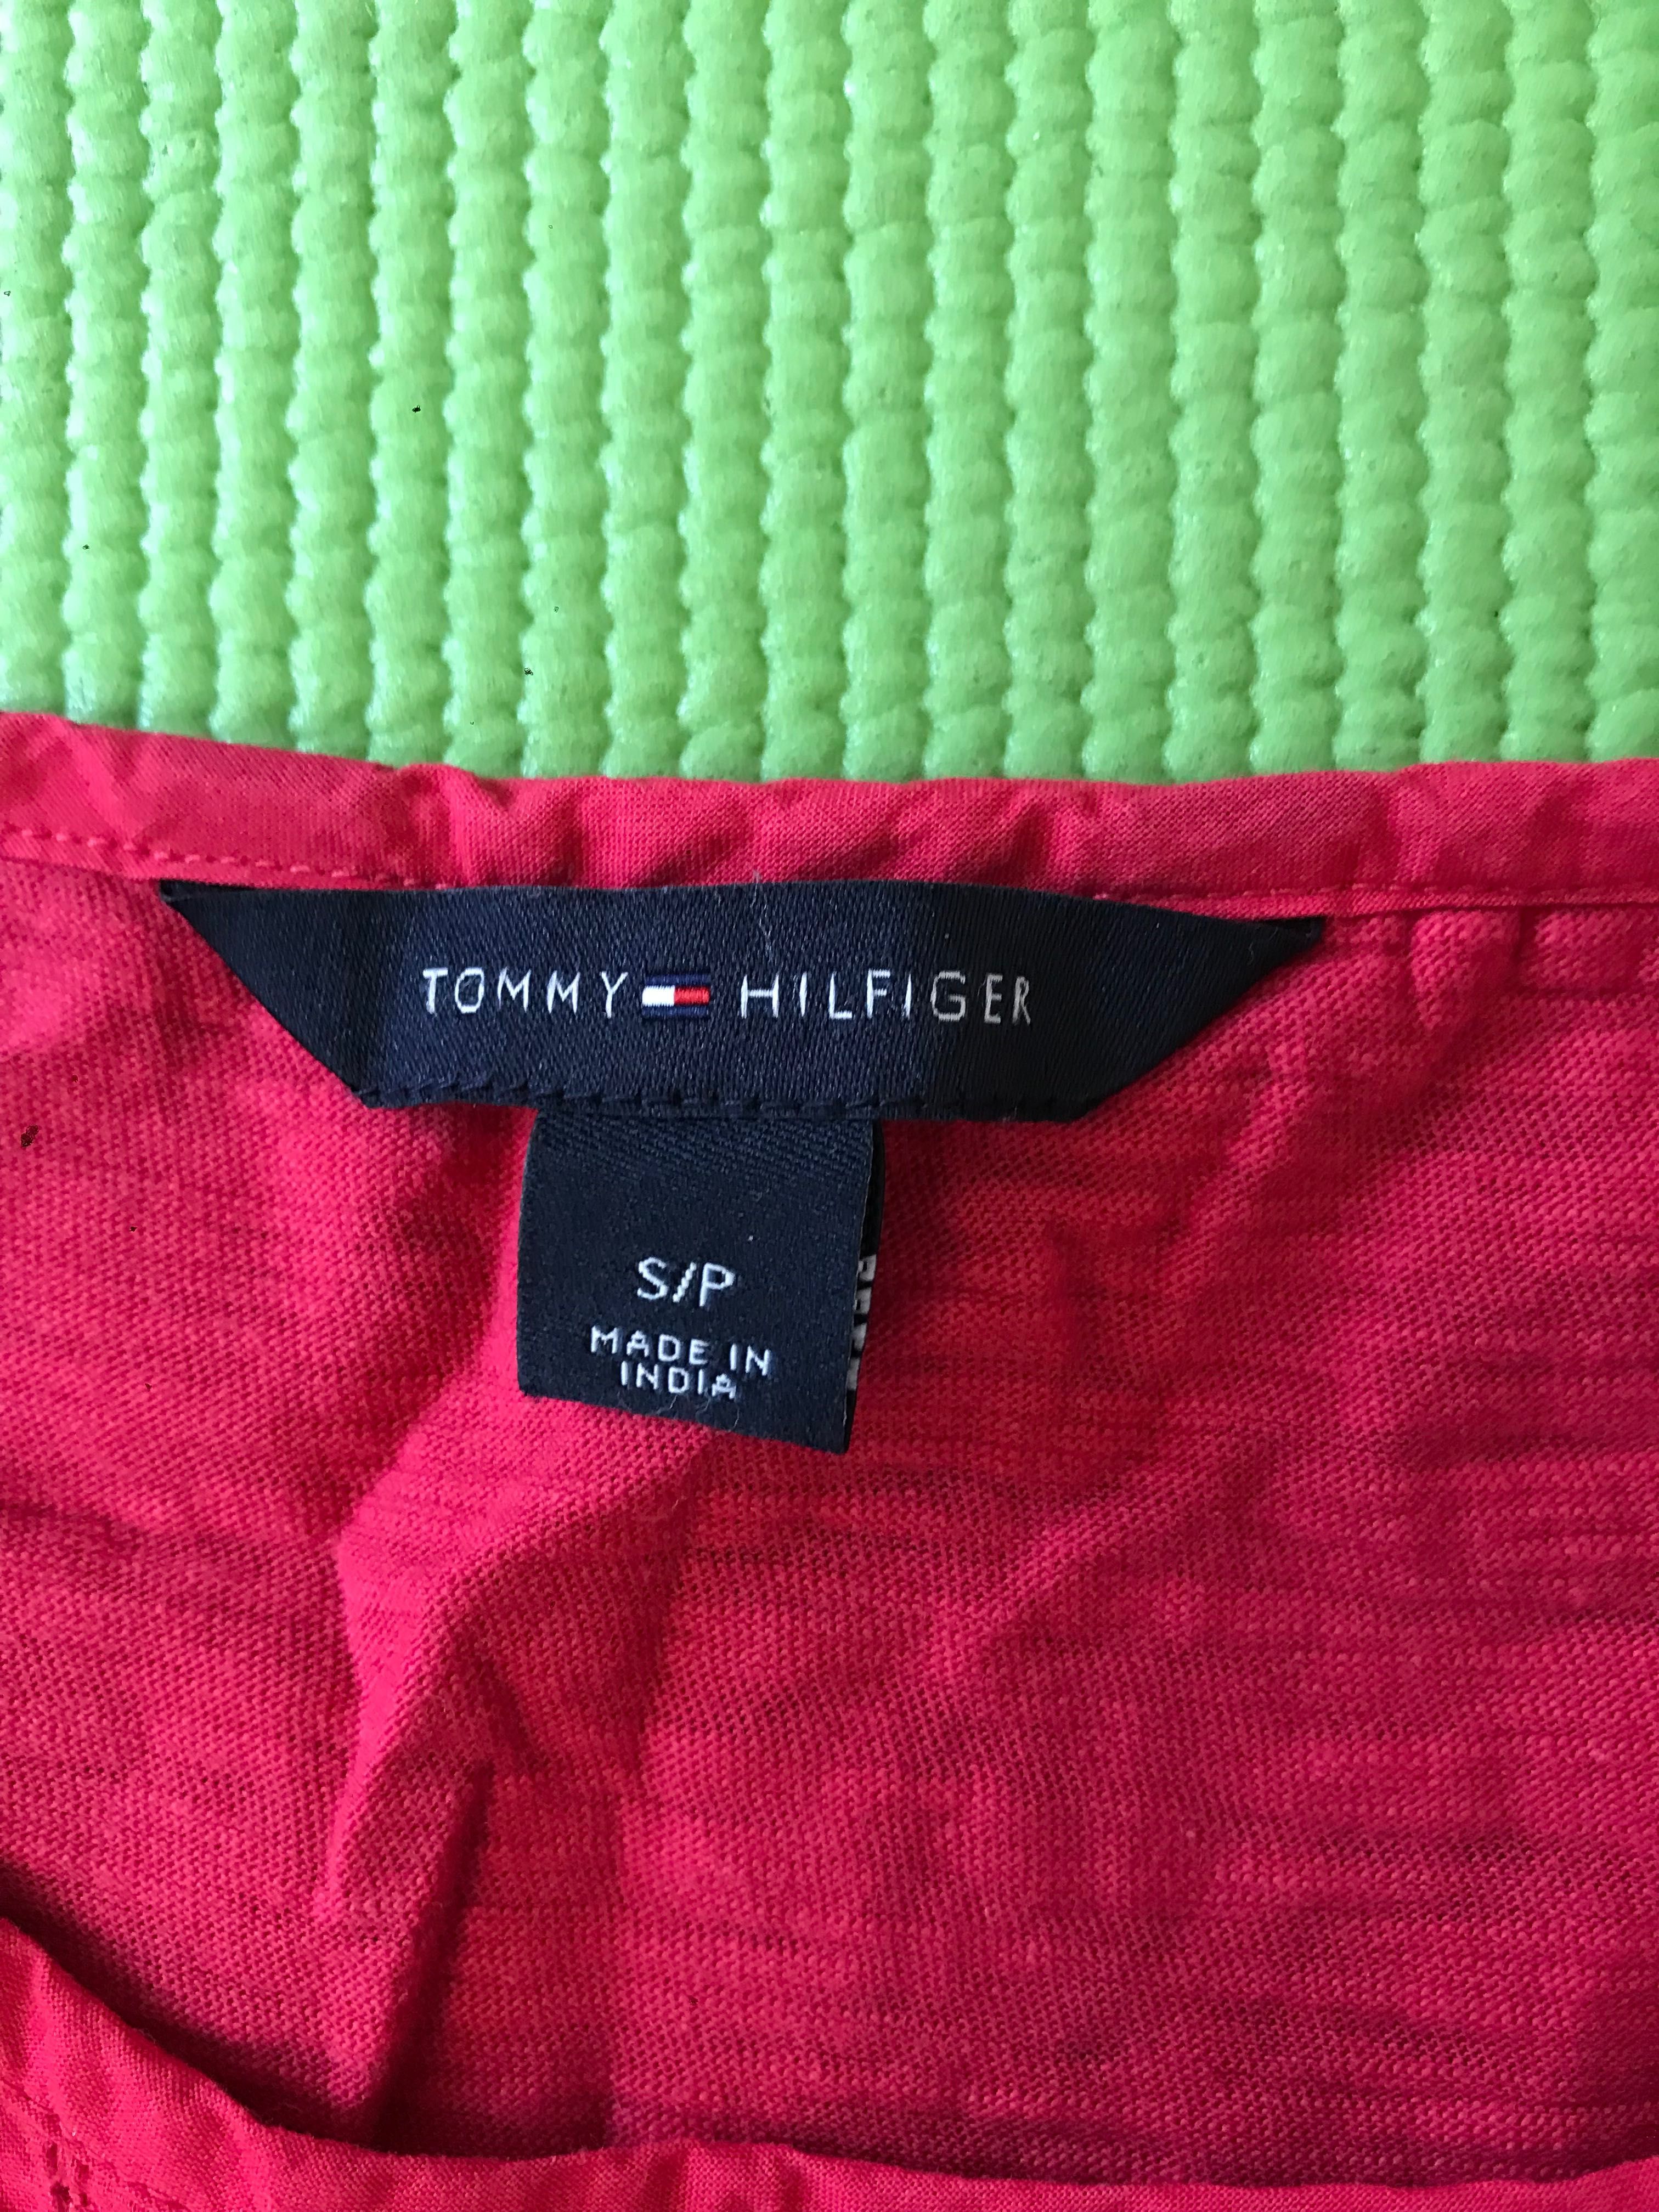 TOMMY HILFIGER
S/P
MADE IN
INDIA